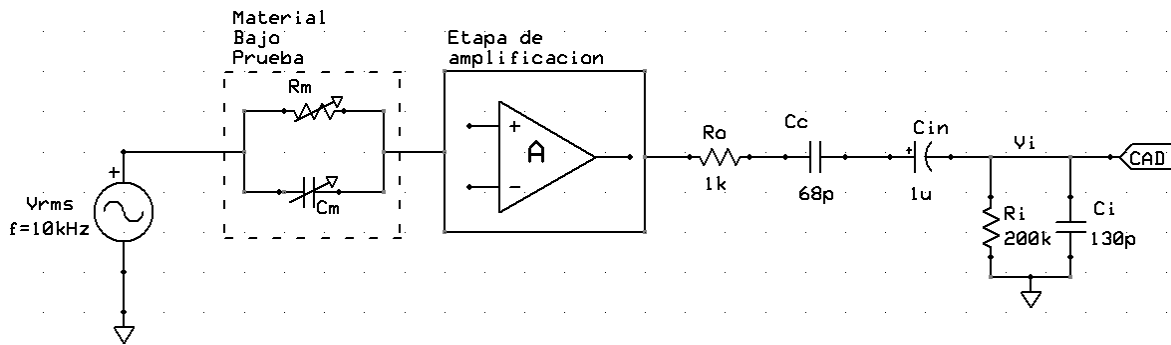 Material
Bajo
Prueba
Etapa de
amplificacion
Rm
Cm
Vrms
f=10kHz
+
+
-
A
Ro
1k
Cc
68p
Cin
+
1u
Vi
CAD
Ri
200k
Ci
130p